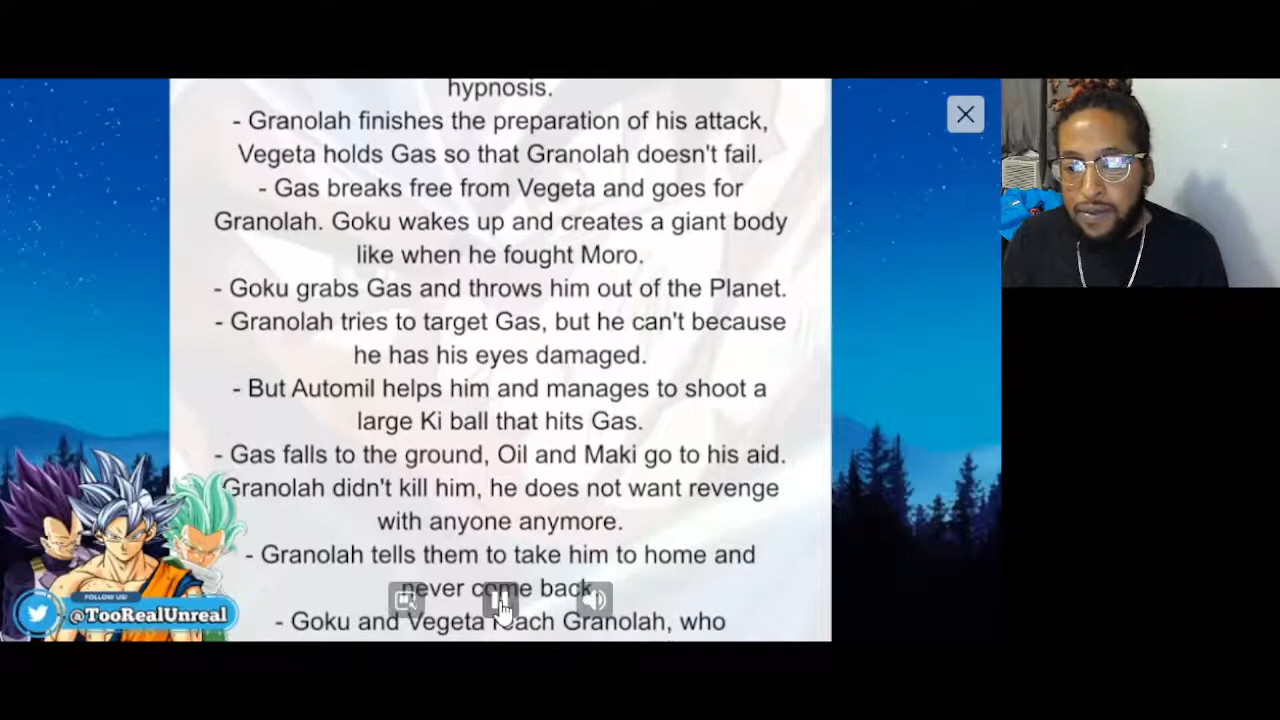 hypnosis.
- Granolah finishes the preparation of his attack,
Vegeta holds Gas so that Granolah doesn't fail.
- Gas breaks free from Vegeta and goes for
Granolah. Goku wakes up and creates a giant body
like when he fought Moro.
- Goku grabs Gas and throws him out of the Planet.
- Granolah tries to target Gas, but he can't because
he has his eyes damaged.
- But Automil helps him and manages to shoot a
large Ki ball that hits Gas.
- Gas falls to the ground, Oil and Maki go to his aid.
Granolah didn't kill him, he does not want revenge
with anyone anymore.
- Granolah tells them to take him to home and
never come back.
- Goku and Vegeta reach Granolah, who
FOLLOW US!
@TooRealUnreal